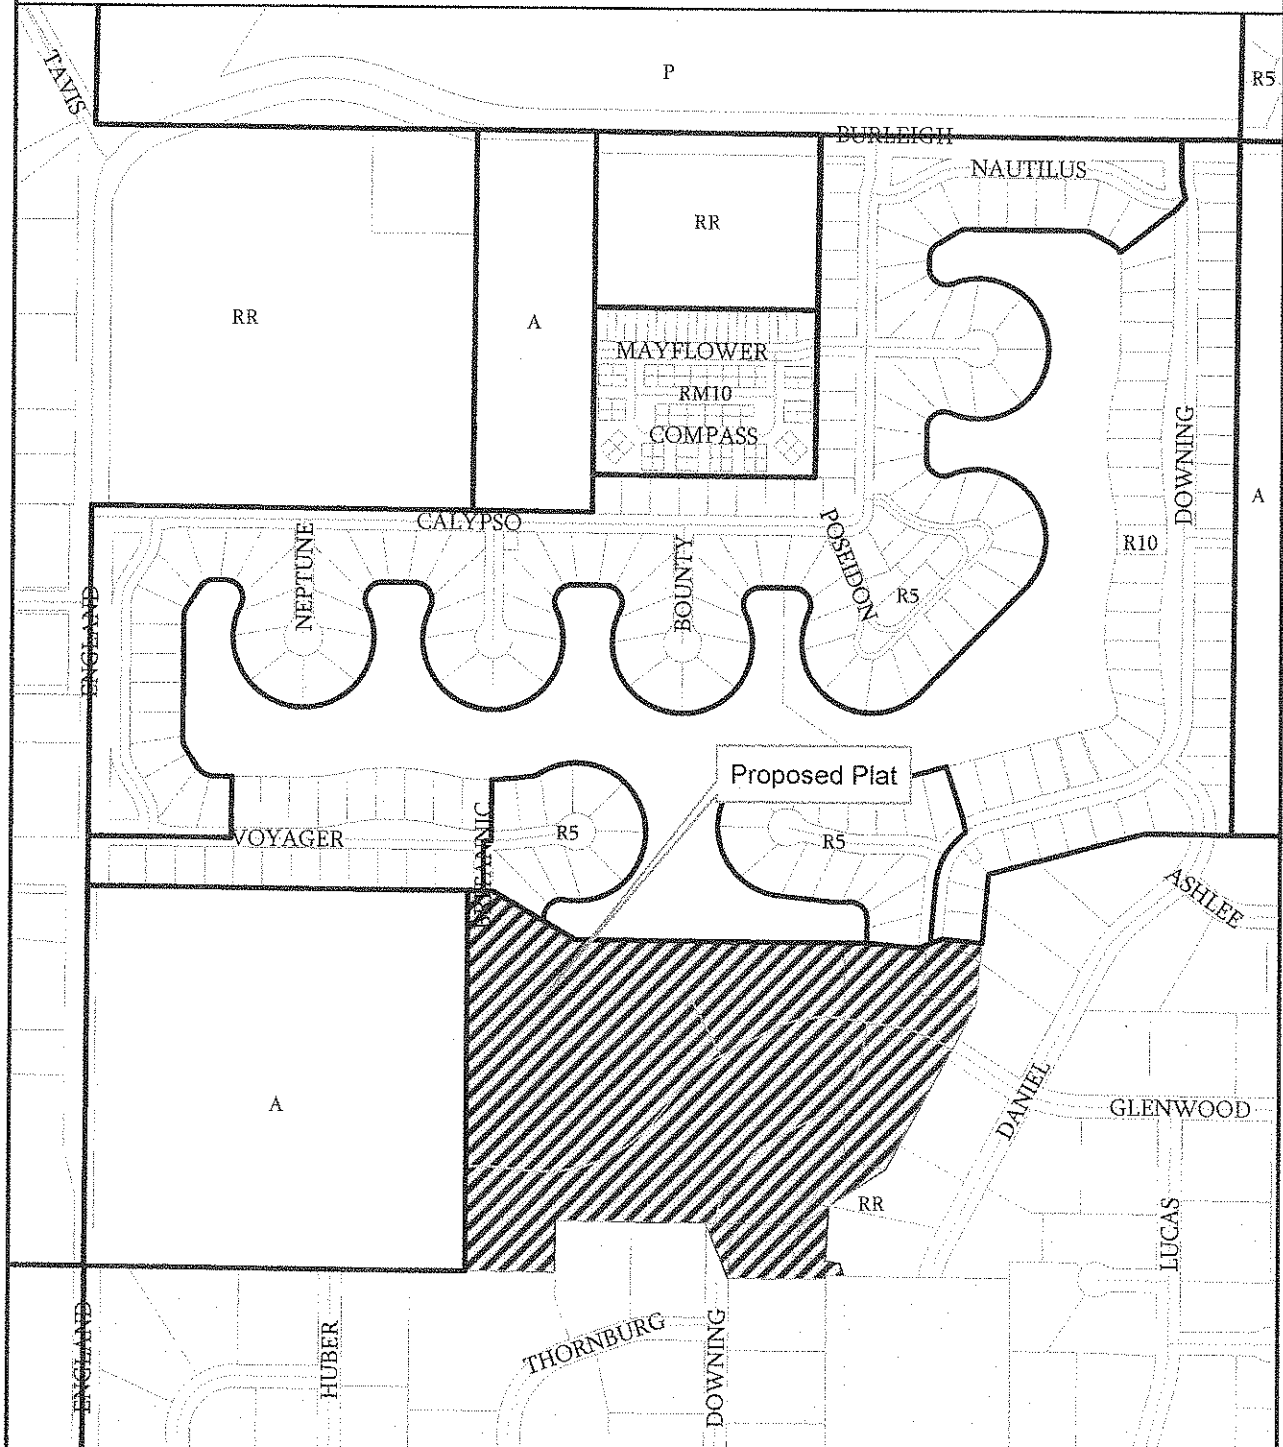 TAVIS
P
R5
BURLEIGH
NAUTILUS
RR
RR
A
MAYFLOWER
RM10
COMPASS
DOWNING
A
CALYPSO
NEPTUNE
BOUNTY
POSEIDON
R10
R5
ENGLAND
Proposed Plat
VOYAGER
R5
R5
ASHLEE
A
DANIEL
GLENWOOD
RR
LUCAS
ENGLAND
HUBER
THORNBURG
DOWNING